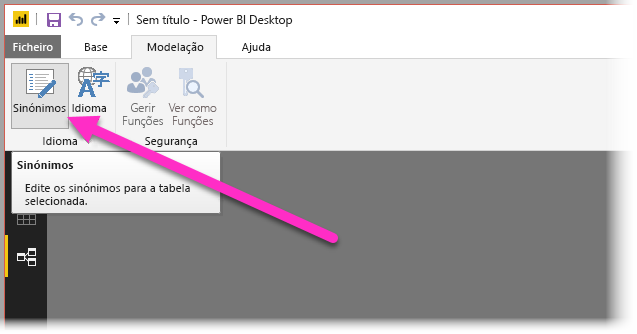 Sem título - Power BI Desktop
Ficheiro Base Modelação Ajuda
Sinónimos Idioma Gerir Funções Ver como Funções
Idioma Segurança
Sinónimos
Edite os sinónimos para a tabela
selecionada.